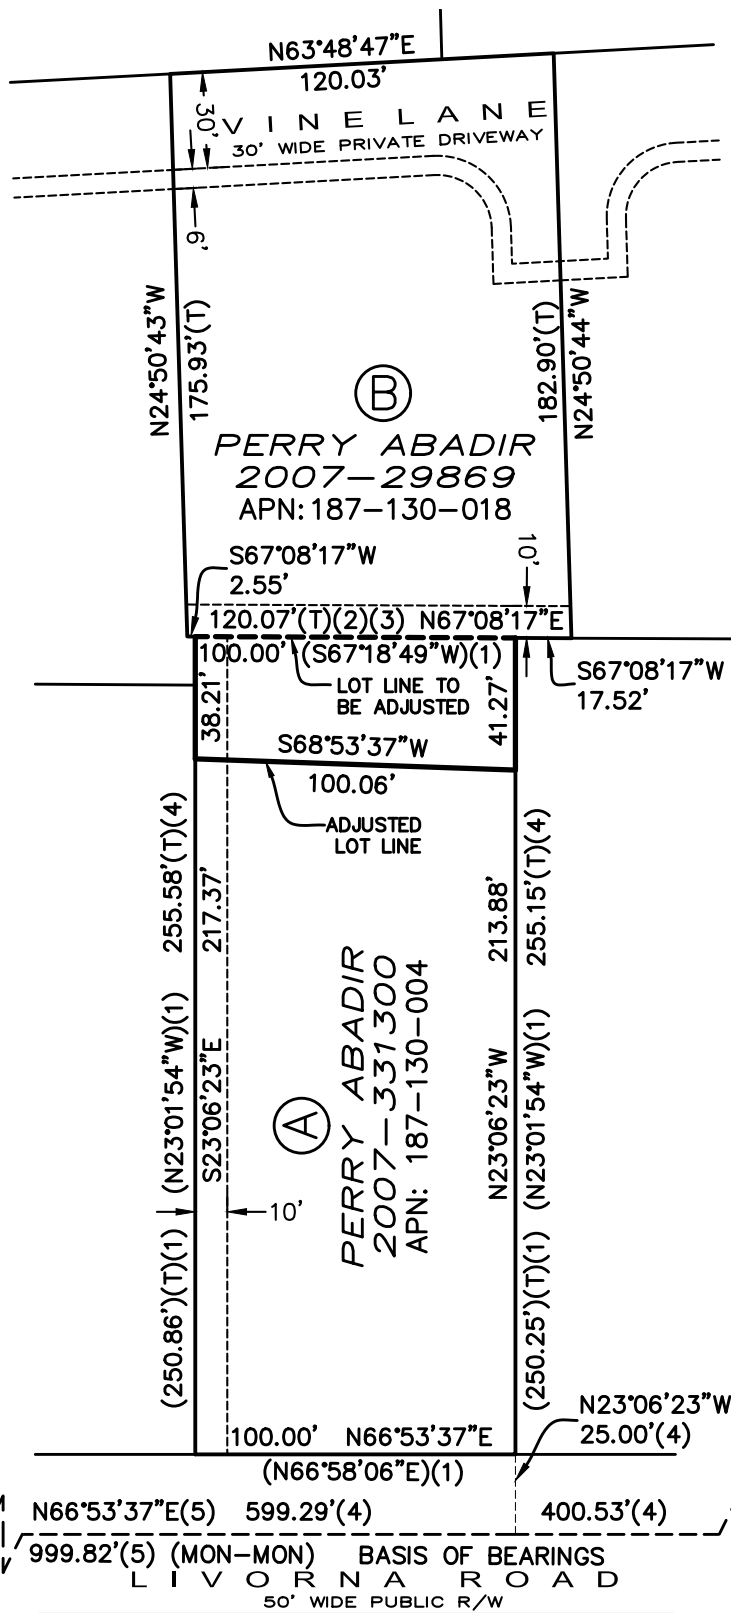 N63°48'47"E
120.03'
30'
VINE LANE
30' WIDE PRIVATE DRIVEWAY
6'
N24°50'43"W
175.93'(T)
182.90'(T)
N24°50'44"W
B
PERRY ABADIR
2007-29869
APN: 187-130-018
S67°08'17"W
2.55'
10'
120.07'(T)(2)(3) N67°08'17"E
100.00' (S67°18'49"W)(1)
S67°08'17"W
17.52'
LOT LINE TO
BE ADJUSTED
38.21'
41.27'
S68°53'37"W
100.06'
ADJUSTED
LOT LINE
(250.86')(T)(1) (N23°01'54"W)(1) 255.58'(T)(4)
S23°06'23"E 217.37'
A
PERRY ABADIR
2007-331300
APN: 187-130-004
N23°06'23"W 213.88'
(250.25')(T)(1) (N23°01'54"W)(1) 255.15'(T)(4)
10'
N23°06'23"W
25.00'(4)
100.00' N66°53'37"E
(N66°58'06"E)(1)
N66°53'37"E(5) 599.29'(4) 400.53'(4)
999.82'(5) (MON-MON) BASIS OF BEARINGS
LIVORNA ROAD
50' WIDE PUBLIC R/W